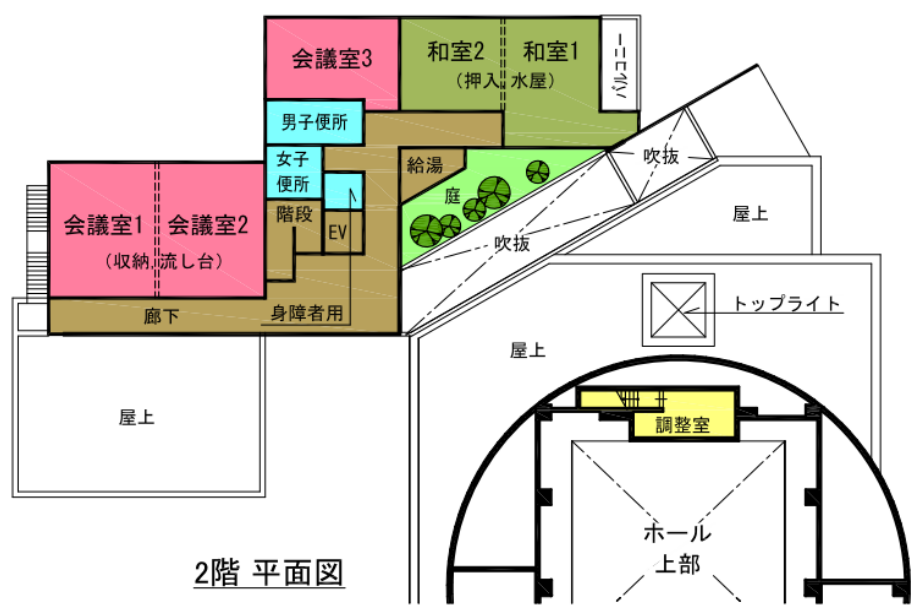 会議室3
和室2
和室1
(押入, 水屋)
バルコニー
男子便所
女子
便所
給湯
吹抜
庭
階段
EV
会議室1
会議室2
(収納, 流し台)
吹抜
屋上
廊下
身障者用
トップライト
屋上
屋上
調整室
ホール
上部
2階 平面図